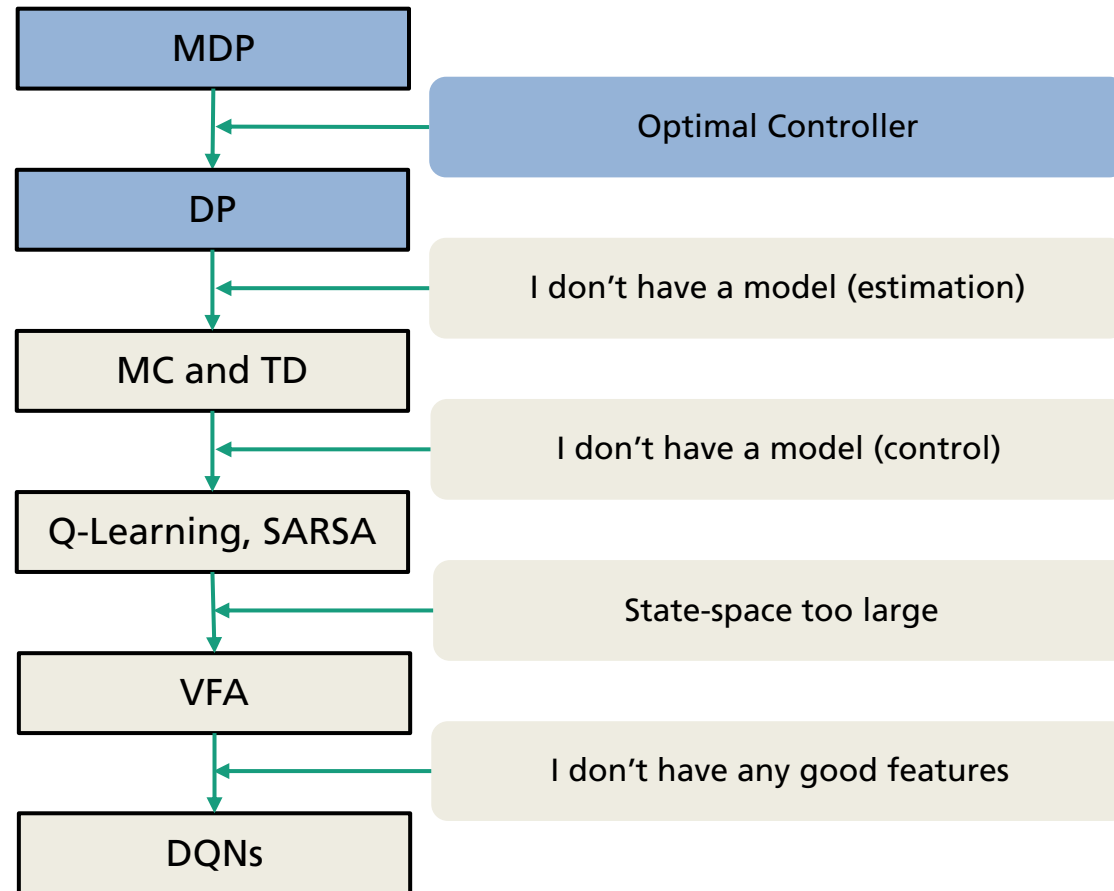 MDP
Optimal Controller
DP
I don’t have a model (estimation)
MC and TD
I don’t have a model (control)
Q-Learning, SARSA
State-space too large
VFA
I don’t have any good features
DQNs